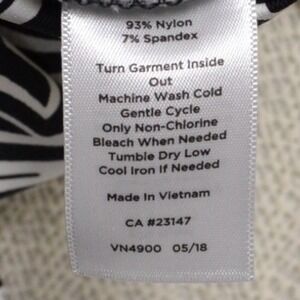 93% Nylon
7% Spandex
Turn Garment Inside
Out
Machine Wash Cold
Gentle Cycle
Only Non-Chlorine
Bleach When Needed
Tumble Dry Low
Cool Iron If Needed
Made In Vietnam
CA #23147
VN4900 05/18